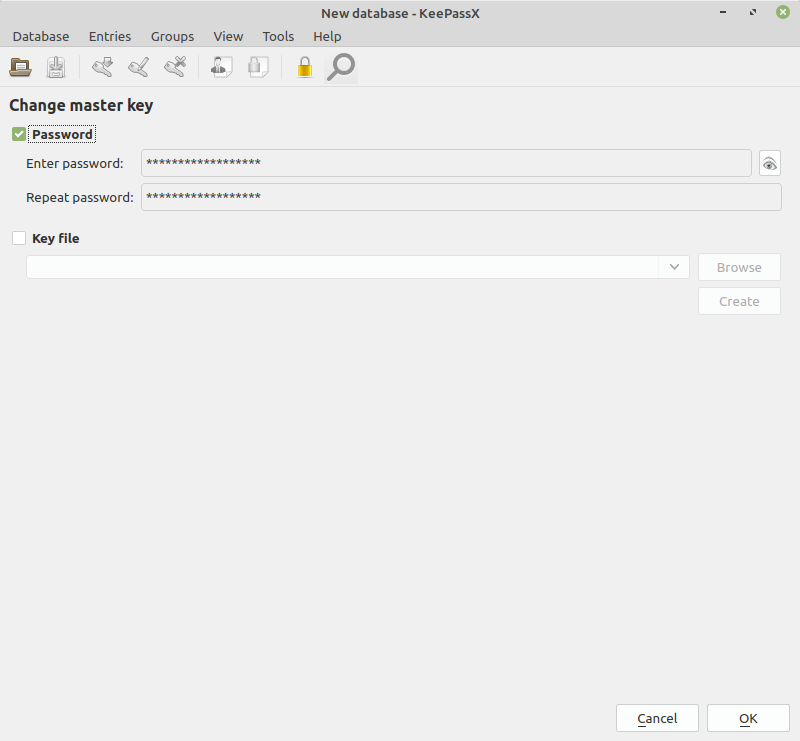 New database - KeePassX
Database Entries Groups View Tools Help
Change master key
Password
Enter password: ******************
Repeat password: ******************
Key file
Browse
Create
Cancel OK